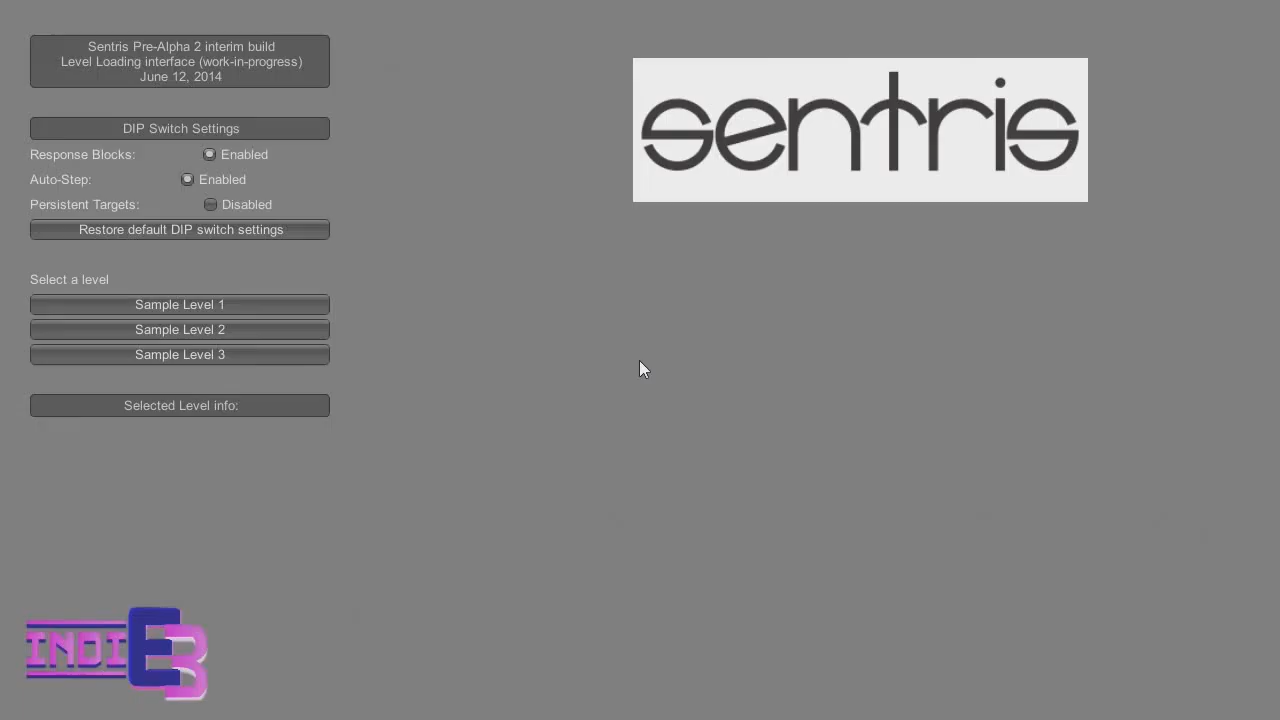 Sentris Pre-Alpha 2 interim build
Level Loading interface (work-in-progress)
June 12, 2014
sentris
DIP Switch Settings
Response Blocks: Enabled
Auto-Step: Enabled
Persistent Targets: Disabled
Restore default DIP switch settings
Select a level
Sample Level 1
Sample Level 2
Sample Level 3
Selected Level info:
INDIE3